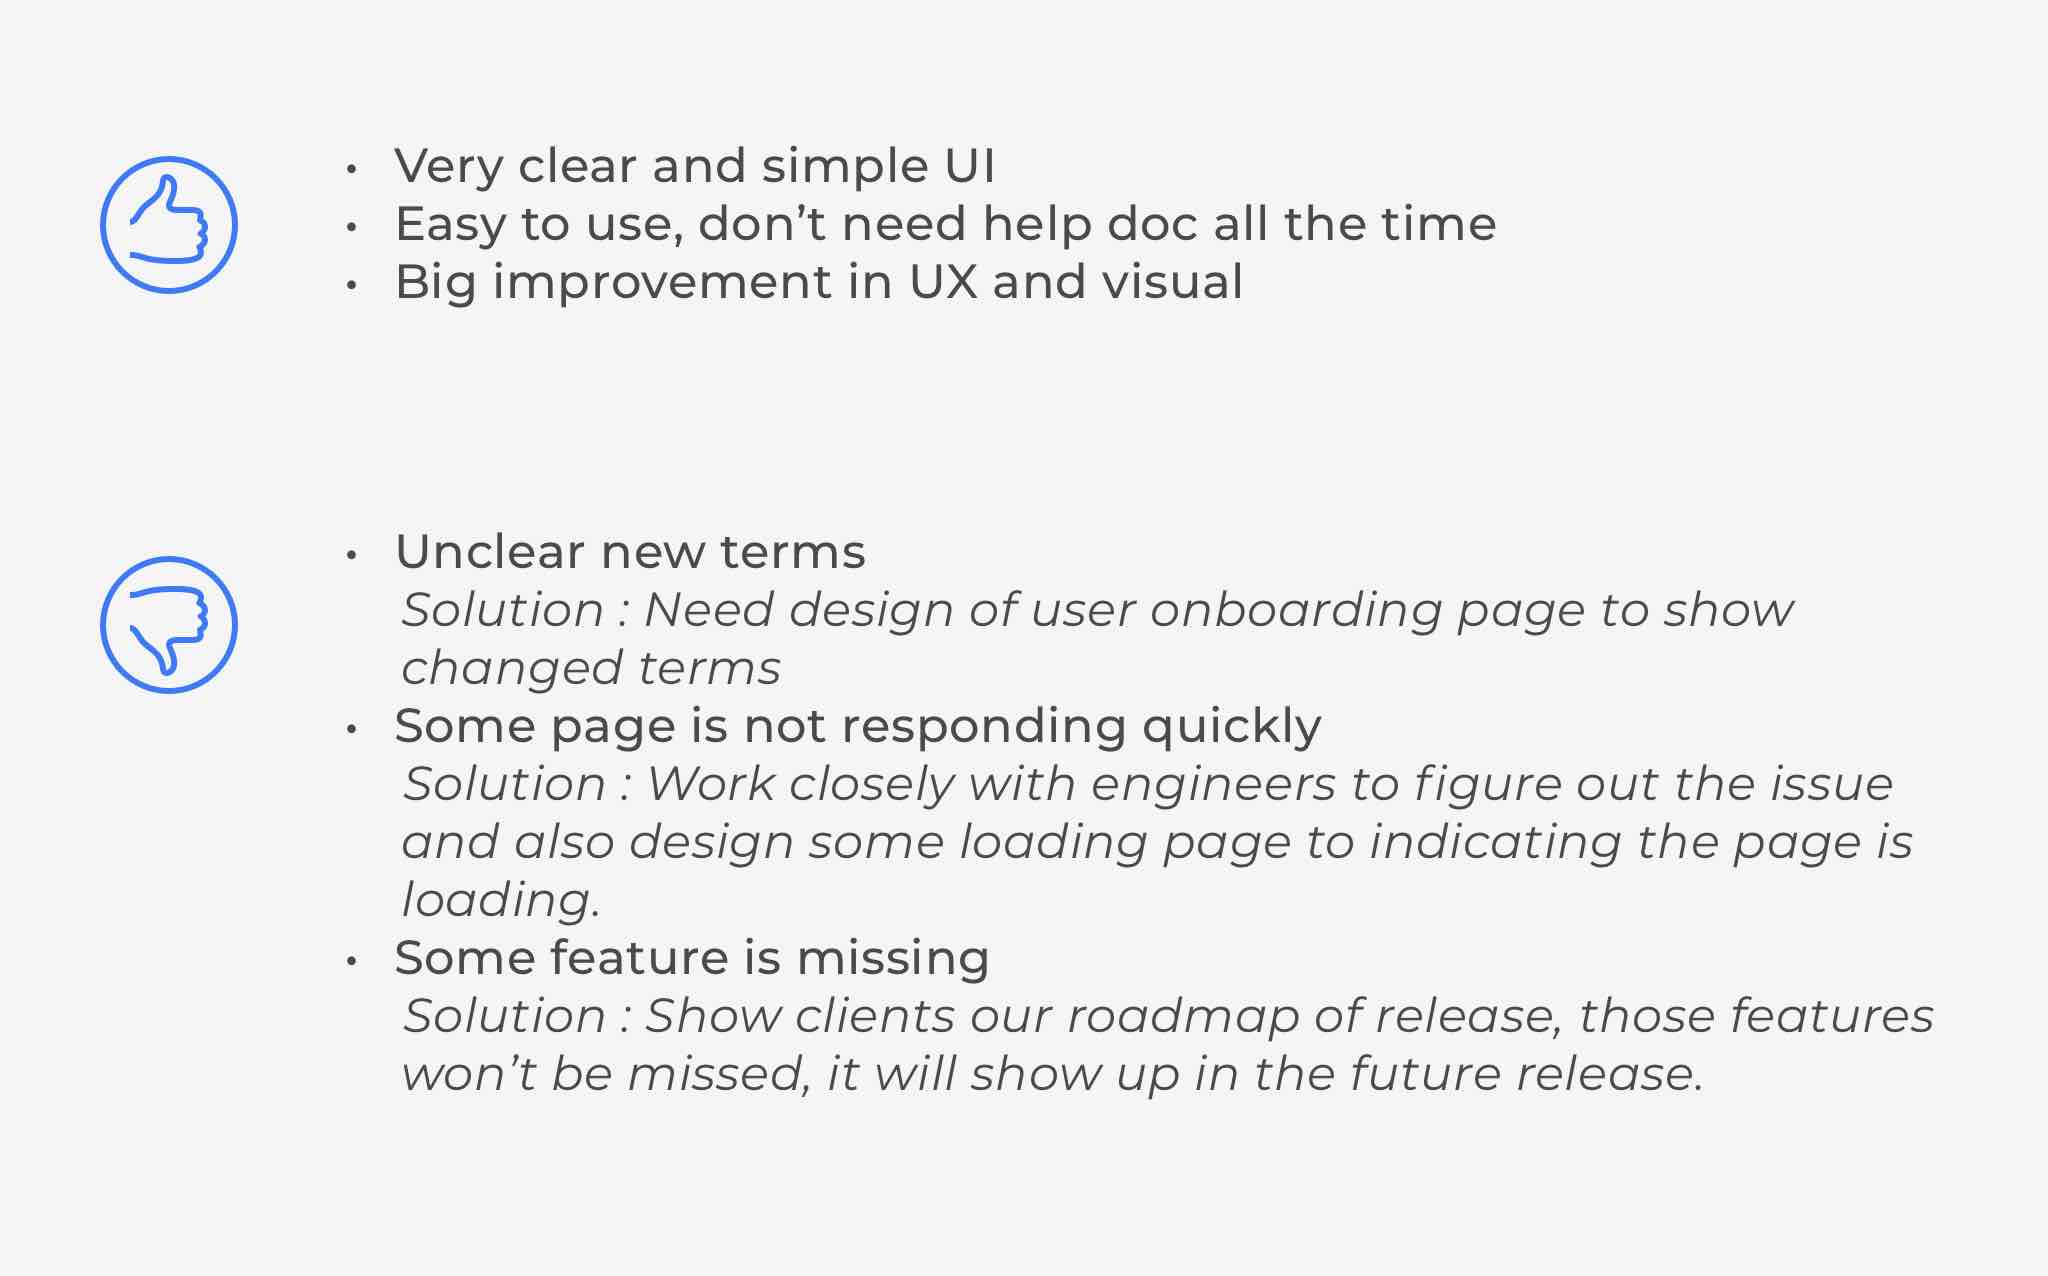 • Very clear and simple UI
• Easy to use, don’t need help doc all the time
• Big improvement in UX and visual
• Unclear new terms
Solution : Need design of user onboarding page to show
changed terms
• Some page is not responding quickly
Solution : Work closely with engineers to figure out the issue
and also design some loading page to indicating the page is
loading.
• Some feature is missing
Solution : Show clients our roadmap of release, those features
won’t be missed, it will show up in the future release.